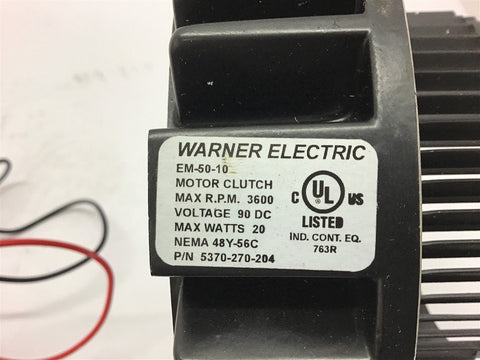 WARNER ELECTRIC
EM-50-10
MOTOR CLUTCH
MAX R.P.M. 3600
VOLTAGE 90 DC
MAX WATTS 20
NEMA 48Y-56C
P/N 5370-270-204
C UL US
LISTED
IND. CONT. EQ.
763R